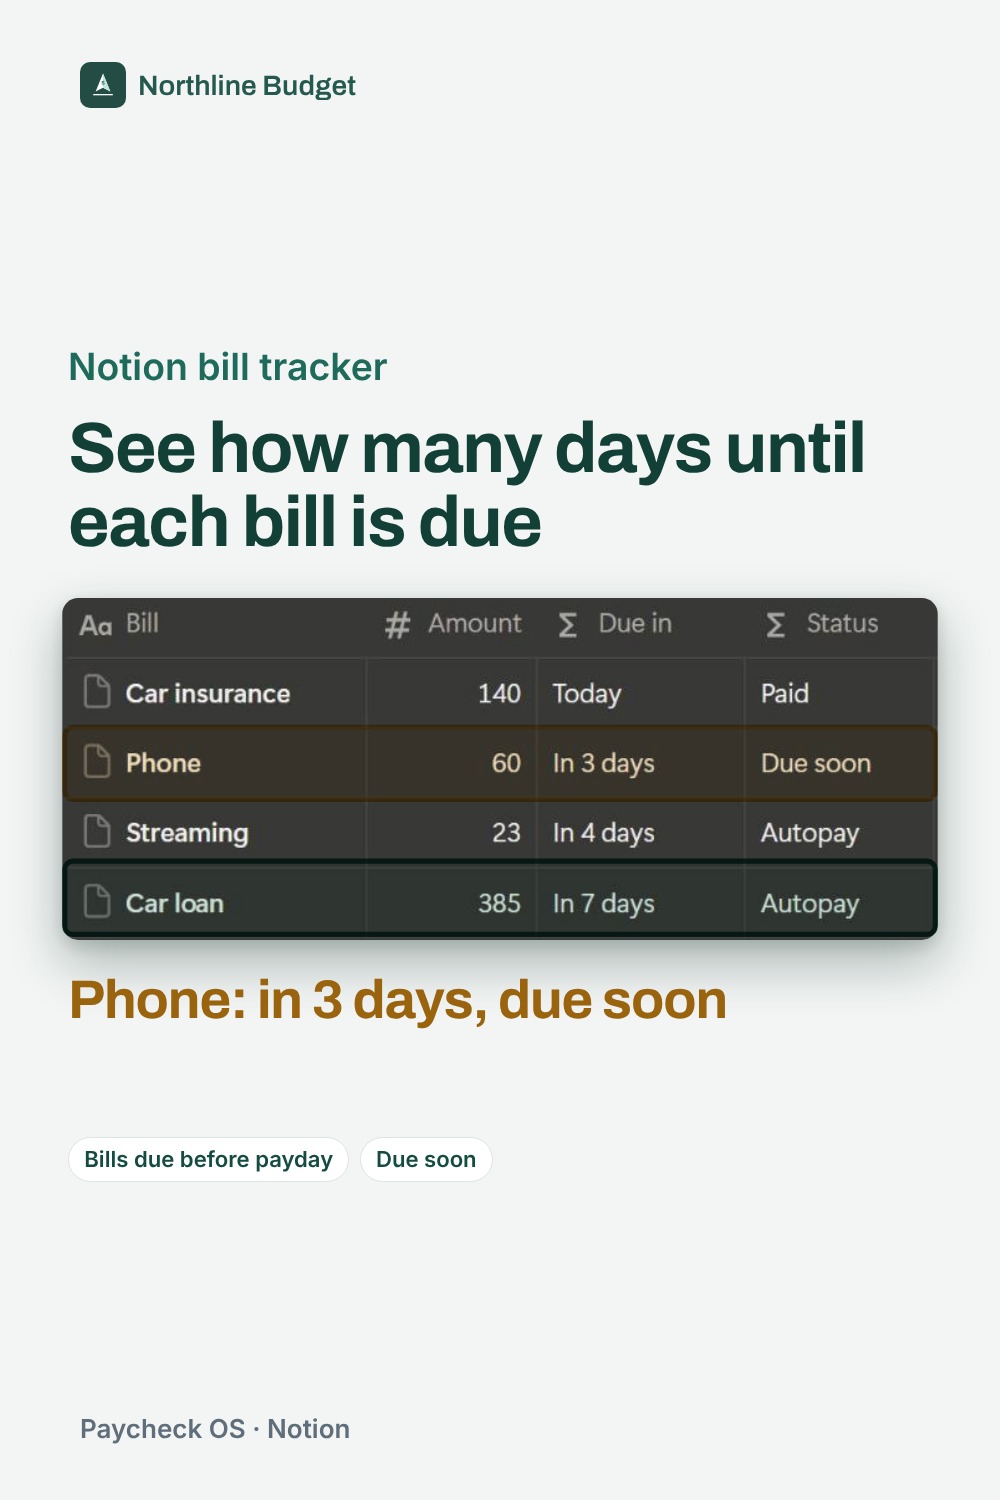 Northline Budget
Notion bill tracker
See how many days until
each bill is due
Aa Bill # Amount Σ Due in Σ Status
Car insurance 140 Today Paid
Phone 60 In 3 days Due soon
Streaming 23 In 4 days Autopay
Car loan 385 In 7 days Autopay
Phone: in 3 days, due soon
Bills due before payday Due soon
Paycheck OS · Notion